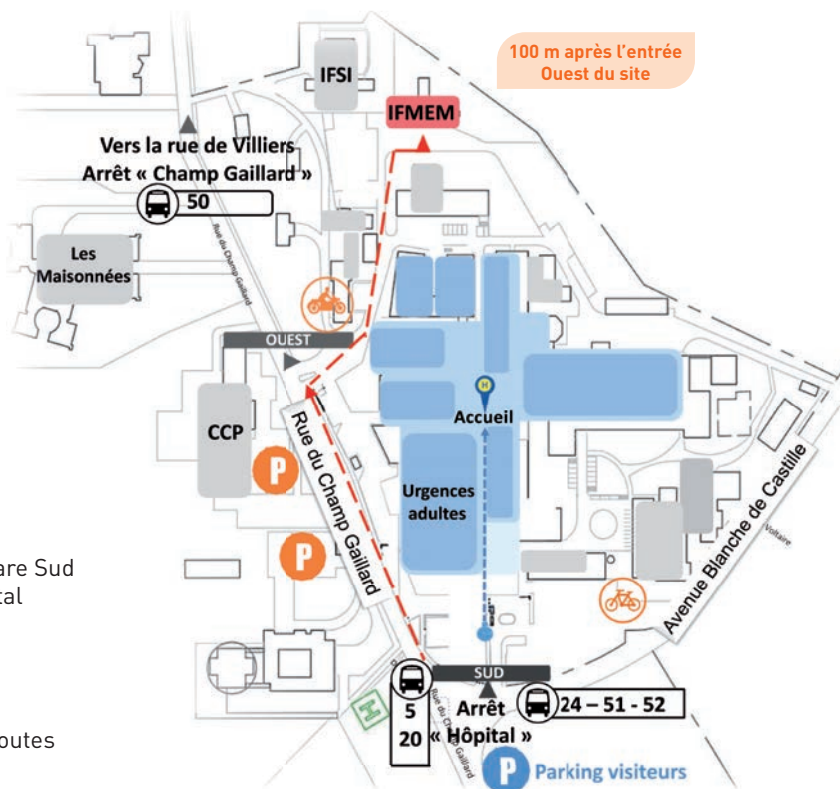 100 m après l’entrée
Ouest du site
IFSI
IFMEM
Vers la rue de Villiers
Arrêt « Champ Gaillard »
50
Rue du Champ Gaillard
Les
Maisonnées
OUEST
CCP
P
Rue du Champ Gaillard
P
H
Accueil
Urgences
adultes
Avenue Blanche de Castille
Voltaire
are Sud
tal
outes
SUD
5
20
Arrêt
« Hôpital »
24 – 51 - 52
Rue du Champ Gaillard
H
P
Parking visiteurs